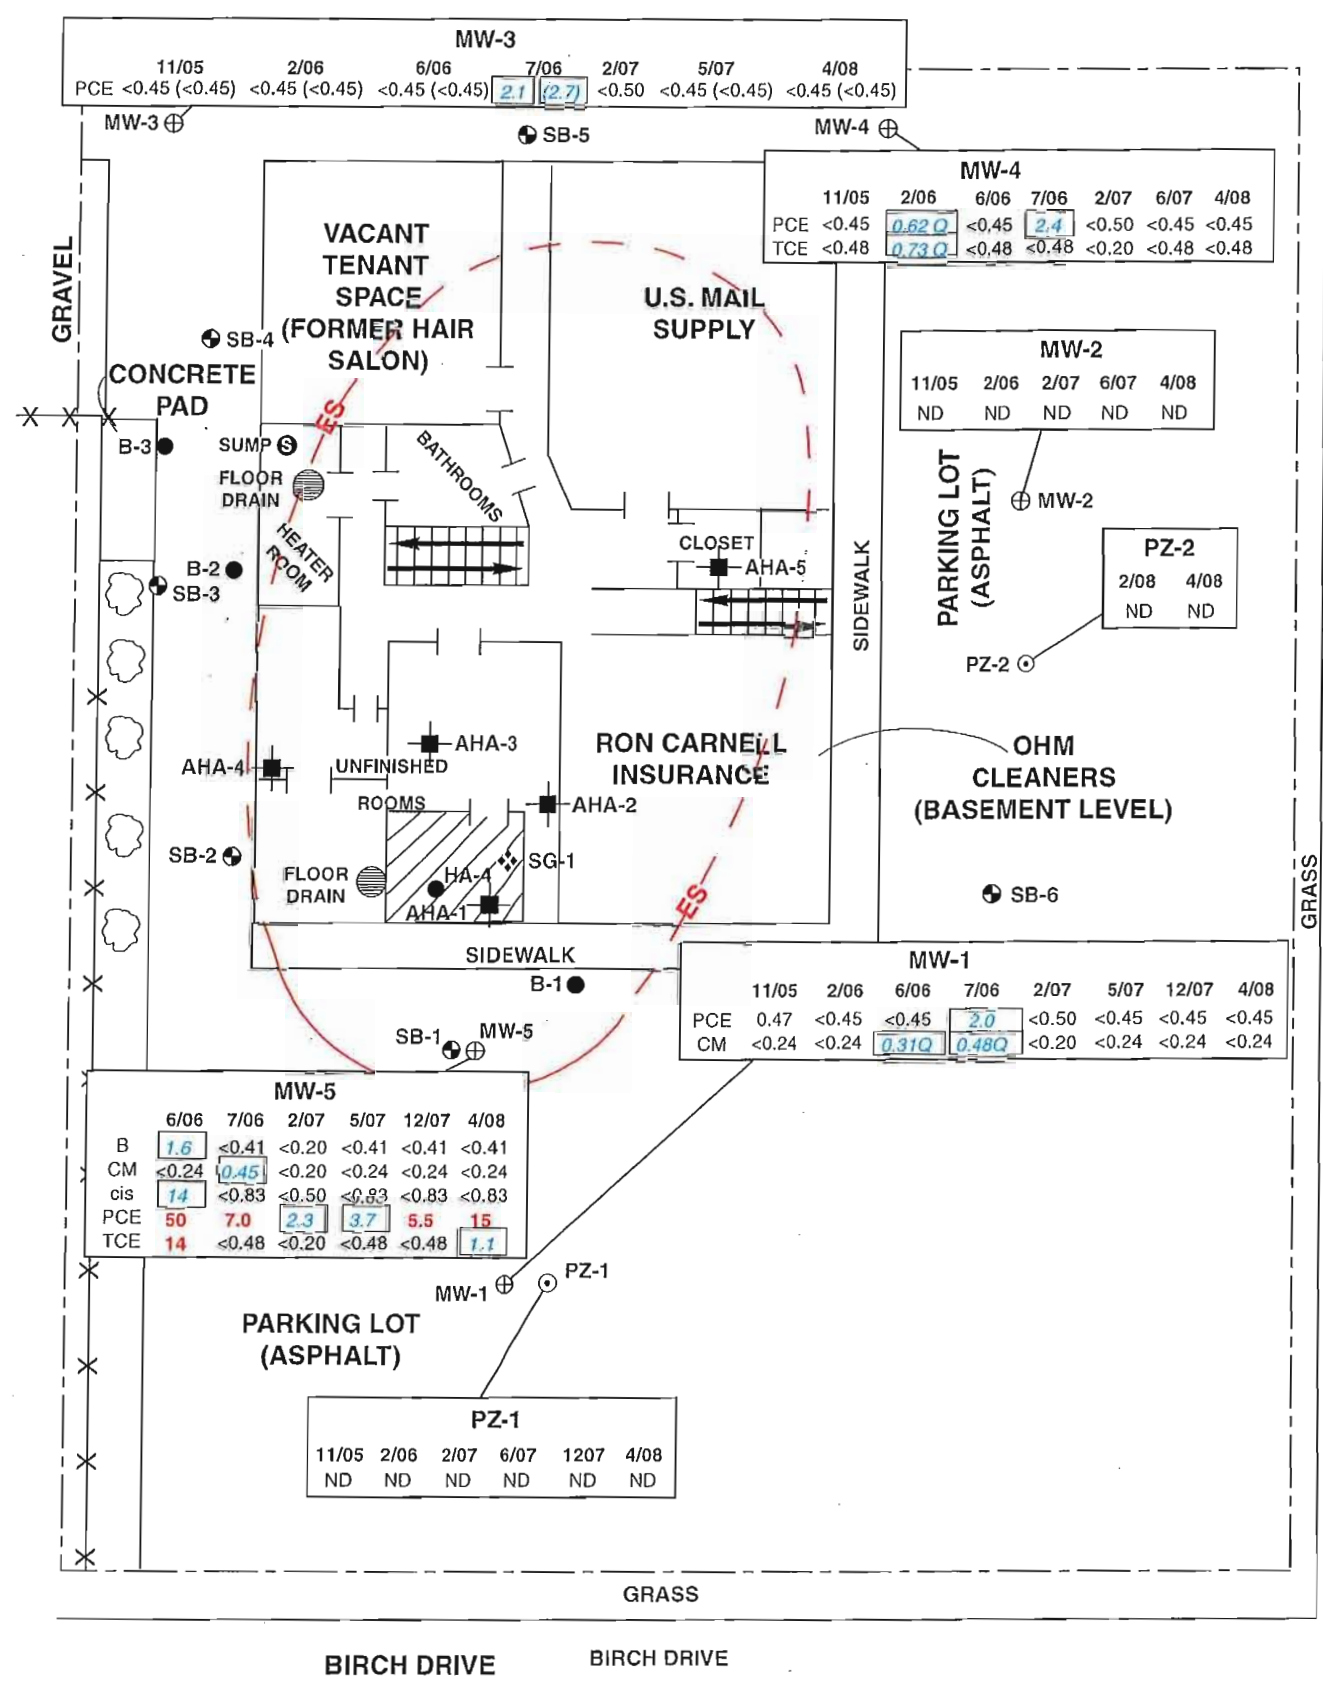 MW-3
11/05 2/06 6/06 7/06 2/07 5/07 4/08
PCE <0.45 (<0.45) <0.45 (<0.45) <0.45 (<0.45) 2.1 (2.7) <0.50 <0.45 (<0.45) <0.45 (<0.45)
MW-3
SB-5
MW-4
MW-4
11/05 2/06 6/06 7/06 2/07 6/07 4/08
PCE <0.45 0.62 Q <0.45 2.4 <0.50 <0.45 <0.45
TCE <0.48 0.73 Q <0.48 <0.48 <0.20 <0.48 <0.48
GRAVEL
VACANT
TENANT
SPACE
(FORMER HAIR
SALON)
U.S. MAIL
SUPPLY
SB-4
CONCRETE
PAD
MW-2
11/05 2/06 2/07 6/07 4/08
ND ND ND ND ND
ES
B-3
SUMP S
FLOOR
DRAIN
BATHROOMS
HEATER
ROOM
PARKING LOT
(ASPHALT)
MW-2
CLOSET
AHA-5
SIDEWALK
PZ-2
2/08 4/08
ND ND
B-2
SB-3
PZ-2
AHA-3
AHA-4
UNFINISHED
ROOMS
RON CARNELL
INSURANCE
OHM
CLEANERS
(BASEMENT LEVEL)
AHA-2
SB-2
SG-1
FLOOR
DRAIN
HA-4
AHA-1
ES
SB-6
GRASS
SIDEWALK
B-1
MW-1
11/05 2/06 6/06 7/06 2/07 5/07 12/07 4/08
PCE 0.47 <0.45 <0.45 2.0 <0.50 <0.45 <0.45 <0.45
CM <0.24 <0.24 0.31Q 0.48Q <0.20 <0.24 <0.24 <0.24
SB-1
MW-5
MW-5
6/06 7/06 2/07 5/07 12/07 4/08
B 1.6 <0.41 <0.20 <0.41 <0.41 <0.41
CM <0.24 0.45 <0.20 <0.24 <0.24 <0.24
cis 14 <0.83 <0.50 <0.83 <0.83 <0.83
PCE 50 7.0 2.3 3.7 5.5 15
TCE 14 <0.48 <0.20 <0.48 <0.48 1.1
MW-1
PZ-1
PARKING LOT
(ASPHALT)
PZ-1
11/05 2/06 2/07 6/07 1207 4/08
ND ND ND ND ND ND
GRASS
BIRCH DRIVE
BIRCH DRIVE